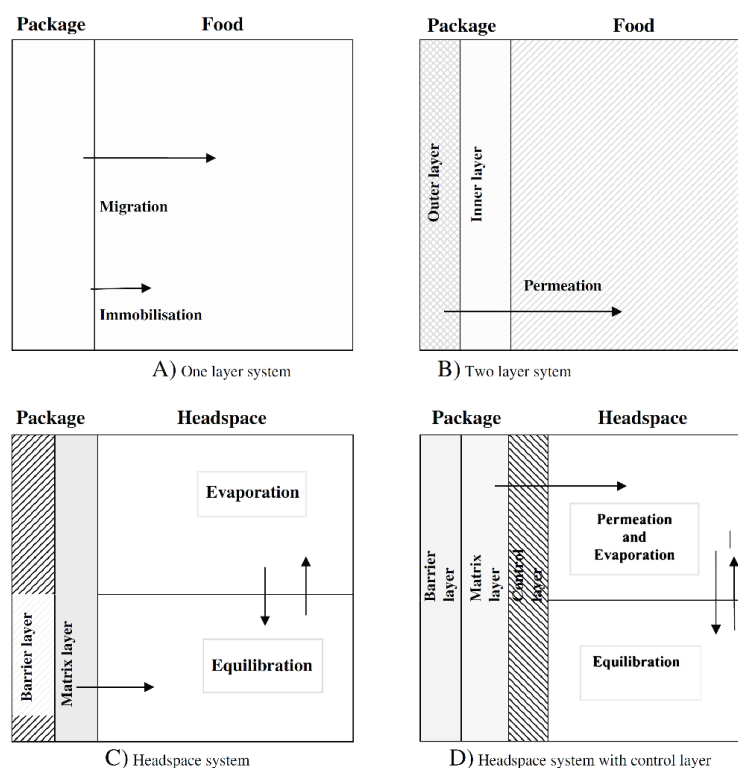 Package Food
Migration
Immobilisation
A) One layer system
Package Food
Outer layer
Inner layer
Permeation
B) Two layer sytem
Package Headspace
Barrier layer
Matrix layer
Evaporation
Equilibration
C) Headspace system
Package Headspace
Barrier
layer
Matrix
layer
Control
layer
Permeation
and
Evaporation
Equilibration
D) Headspace system with control layer